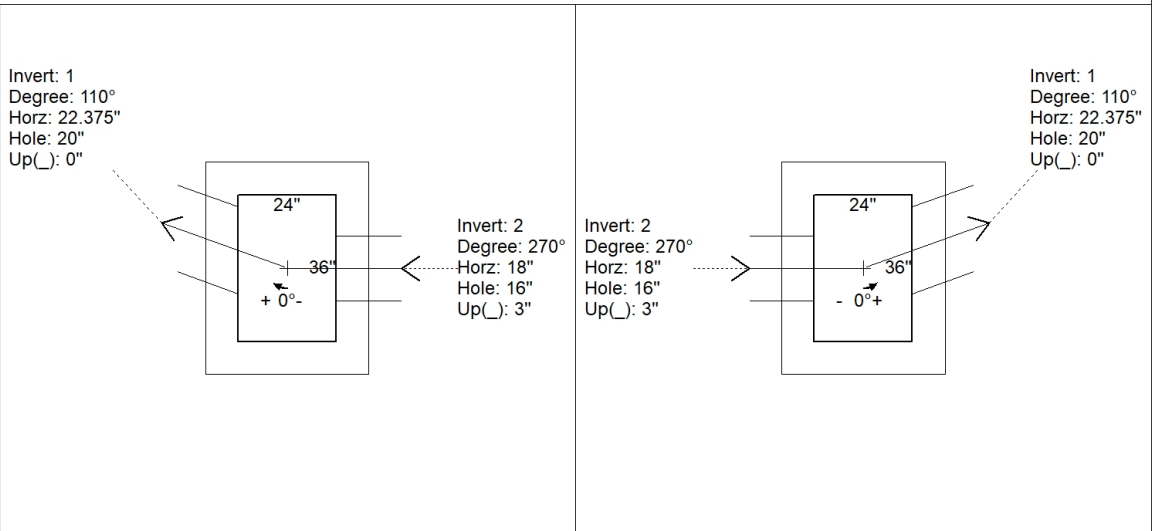 Invert: 1
Degree: 110°
Horz: 22.375"
Hole: 20"
Up(_): 0"
24"
36"
+ 0°-
Invert: 2
Degree: 270°
Horz: 18"
Hole: 16"
Up(_): 3"
Invert: 2
Degree: 270°
Horz: 18"
Hole: 16"
Up(_): 3"
24"
36"
- 0°+
Invert: 1
Degree: 110°
Horz: 22.375"
Hole: 20"
Up(_): 0"